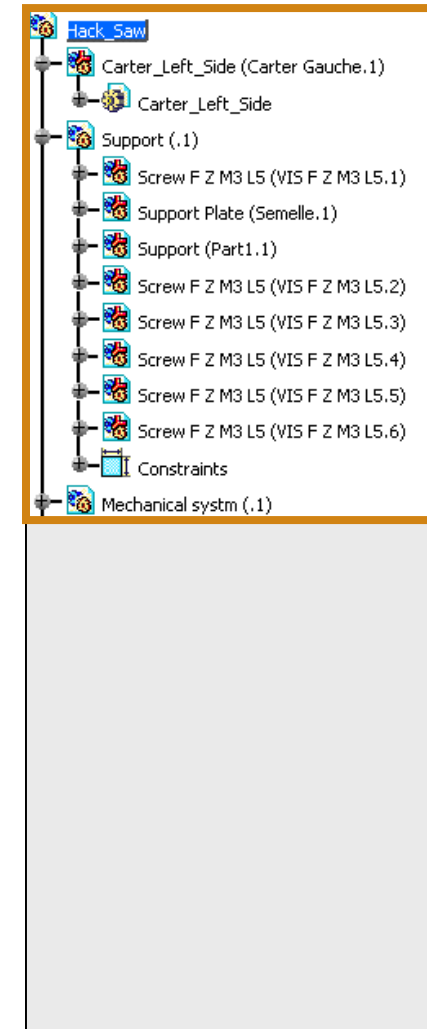 Hack_Saw
Carter_Left_Side (Carter Gauche.1)
Carter_Left_Side
Support (.1)
Screw F Z M3 L5 (VIS F Z M3 L5.1)
Support Plate (Semelle.1)
Support (Part1.1)
Screw F Z M3 L5 (VIS F Z M3 L5.2)
Screw F Z M3 L5 (VIS F Z M3 L5.3)
Screw F Z M3 L5 (VIS F Z M3 L5.4)
Screw F Z M3 L5 (VIS F Z M3 L5.5)
Screw F Z M3 L5 (VIS F Z M3 L5.6)
Constraints
Mechanical systm (.1)